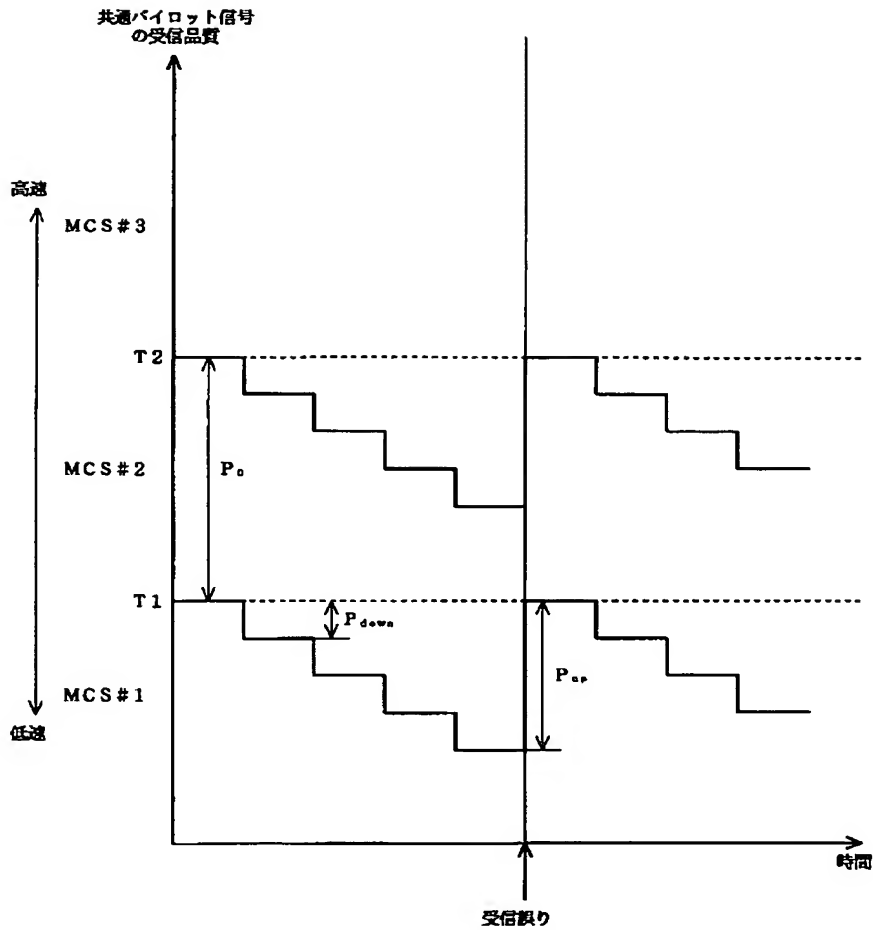 共通パイロット信号
の受信品質
高速
MCS#3
T2
MCS#2
P₀
T1
Pdown
Pup
MCS#1
低速
時間
受信誤り